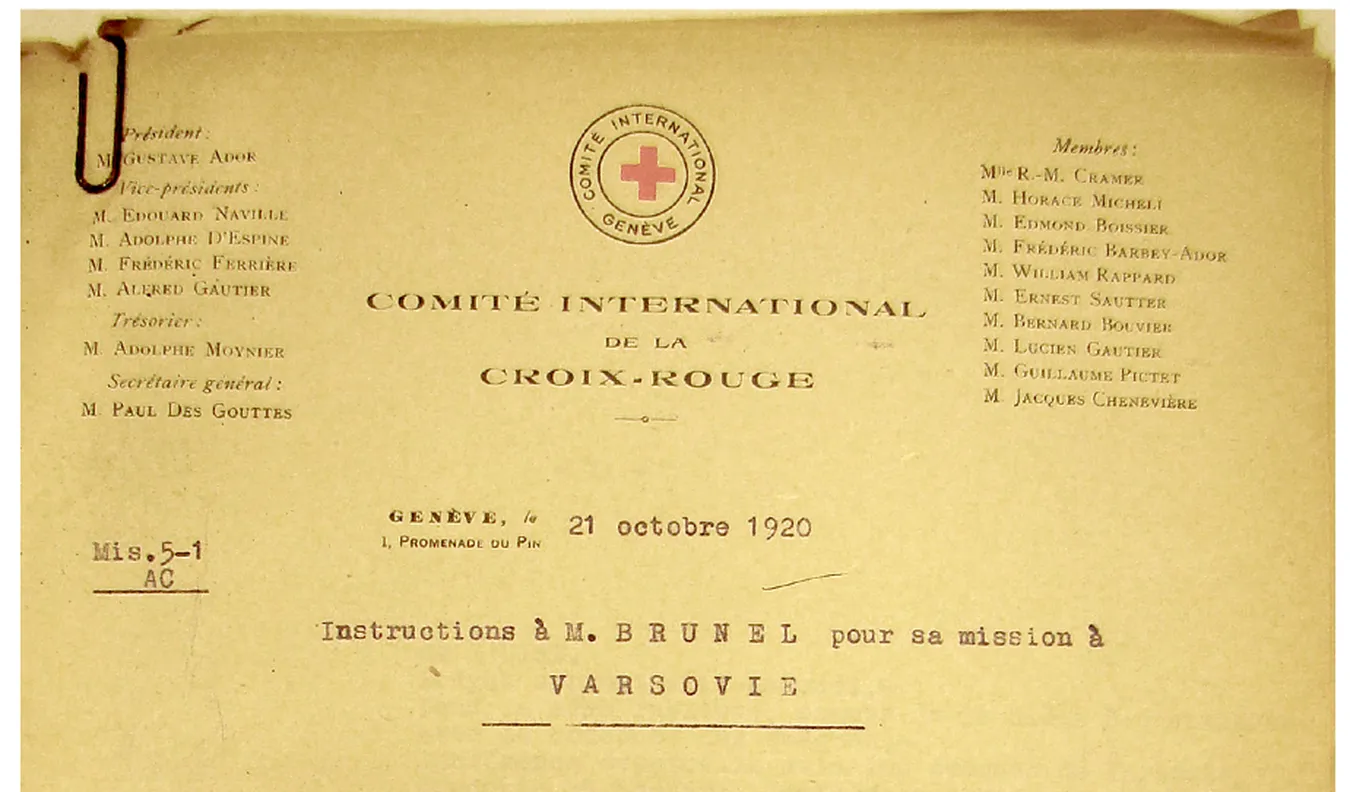 Président :
M. GUSTAVE ADOR
Vice-présidents :
M. EDOUARD NAVILLE
M. ADOLPHE D'ESPINE
M. FRÉDÉRIC FERRIÈRE
M. ALFRED GAUTIER
Trésorier :
M. ADOLPHE MOYNIER
Secrétaire général :
M. PAUL DES GOUTTES
COMITÉ INTERNATIONAL
GENÈVE
COMITÉ INTERNATIONAL
DE LA
CROIX-ROUGE
Membres :
Mlle R.-M. CRAMER
M. HORACE MICHELI
M. EDMOND BOISSIER
M. FRÉDÉRIC BARBEY-ADOR
M. WILLIAM RAPPARD
M. ERNEST SAUTTER
M. BERNARD BOUVIER
M. LUCIEN GAUTIER
M. GUILLAUME PICTET
M. JACQUES CHENEVIÈRE
GENÈVE, le 21 octobre 1920
1, PROMENADE DU PIN
Mis.5-1
AC
Instructions à M. BRUNEL pour sa mission à
VARSOVIE